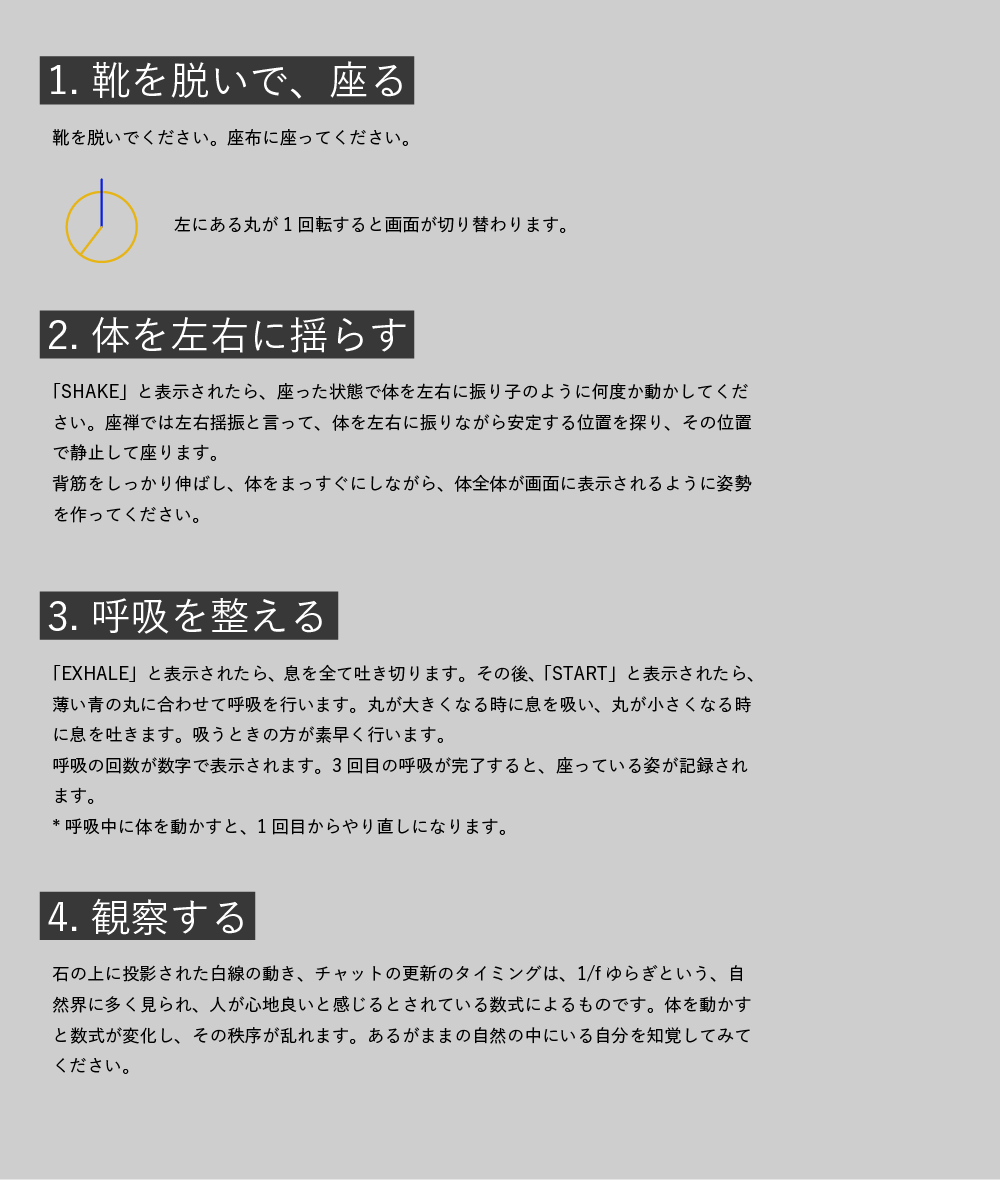 1. 靴を脱いで、座る
靴を脱いでください。座布に座ってください。
左にある丸が 1 回転すると画面が切り替わります。
2. 体を左右に揺らす
「SHAKE」と表示されたら、座った状態で体を左右に振り子のように何度か動かしてくだ
さい。座禅では左右揺振と言って、体を左右に振りながら安定する位置を探り、その位置
で静止して座ります。
背筋をしっかり伸ばし、体をまっすぐにしながら、体全体が画面に表示されるように姿勢
を作ってください。
3. 呼吸を整える
「EXHALE」と表示されたら、息を全て吐き切ります。その後、「START」と表示されたら、
薄い青の丸に合わせて呼吸を行います。丸が大きくなる時に息を吸い、丸が小さくなる時
に息を吐きます。吸うときの方が素早く行います。
呼吸の回数が数字で表示されます。3 回目の呼吸が完了すると、座っている姿が記録され
ます。
* 呼吸中に体を動かすと、1 回目からやり直しになります。
4. 観察する
石の上に投影された白線の動き、チャットの更新のタイミングは、1/f ゆらぎという、自
然界に多く見られ、人が心地良いと感じるとされている数式によるものです。体を動かす
と数式が変化し、その秩序が乱れます。あるがままの自然の中にいる自分を知覚してみて
ください。